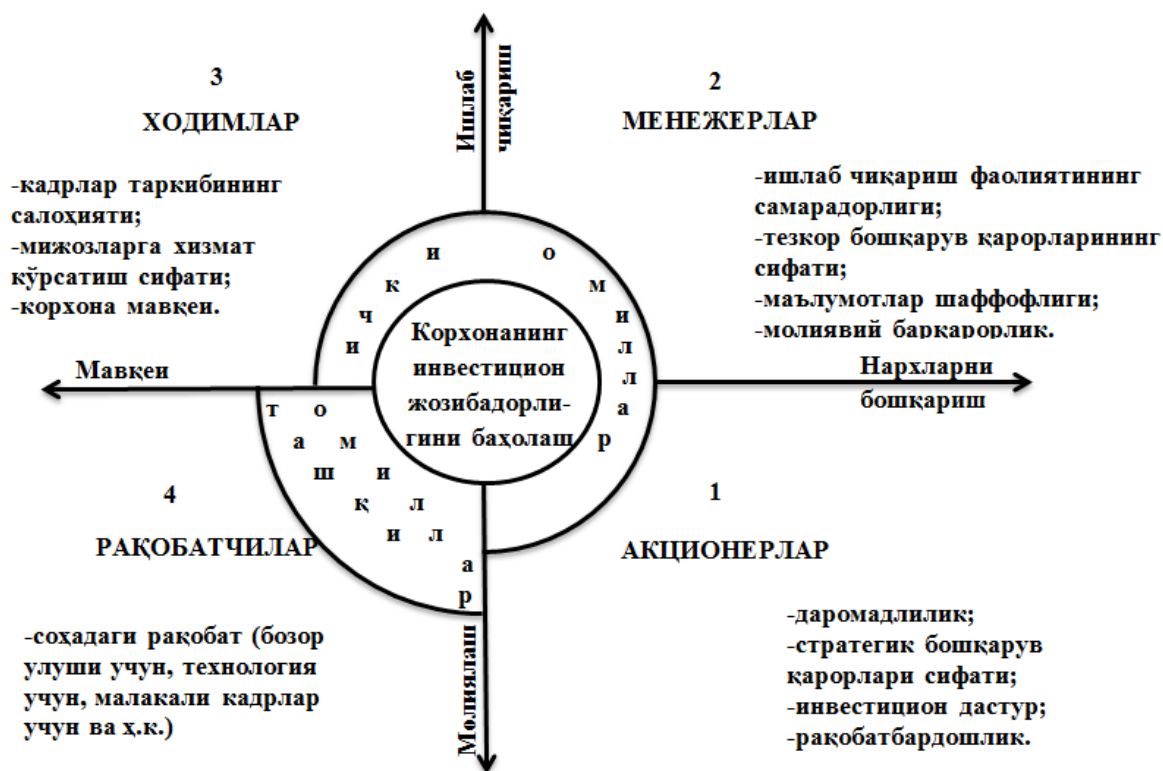 3
ХОДИМЛАР
-кадрлар таркибининг
салоҳияти;
-мижозларга хизмат
кўрсатиш сифати;
-корхона мавқеи.
Ишлаб
чиқариш
2
МЕНЕЖЕРЛАР
-ишлаб чиқариш фаолиятининг
самарадорлиги;
-тезкор бошқарув қарорларининг
сифати;
-маълумотлар шаффофлиги;
-молиявий барқарорлик.
ички омиллар
Корхонанинг
инвестицион
жозибадорли-
гини баҳолаш
Мавқеи
Нархларни
бошқариш
ташқи омиллар
4
РАҚОБАТЧИЛАР
-соҳадаги рақобат (бозор
улуши учун, технология
учун, малакали кадрлар
учун ва ҳ.к.)
Молиялаш
1
АКЦИОНЕРЛАР
-даромадлилик;
-стратегик бошқарув
қарорлари сифати;
-инвестицион дастур;
-рақобатбардошлик.